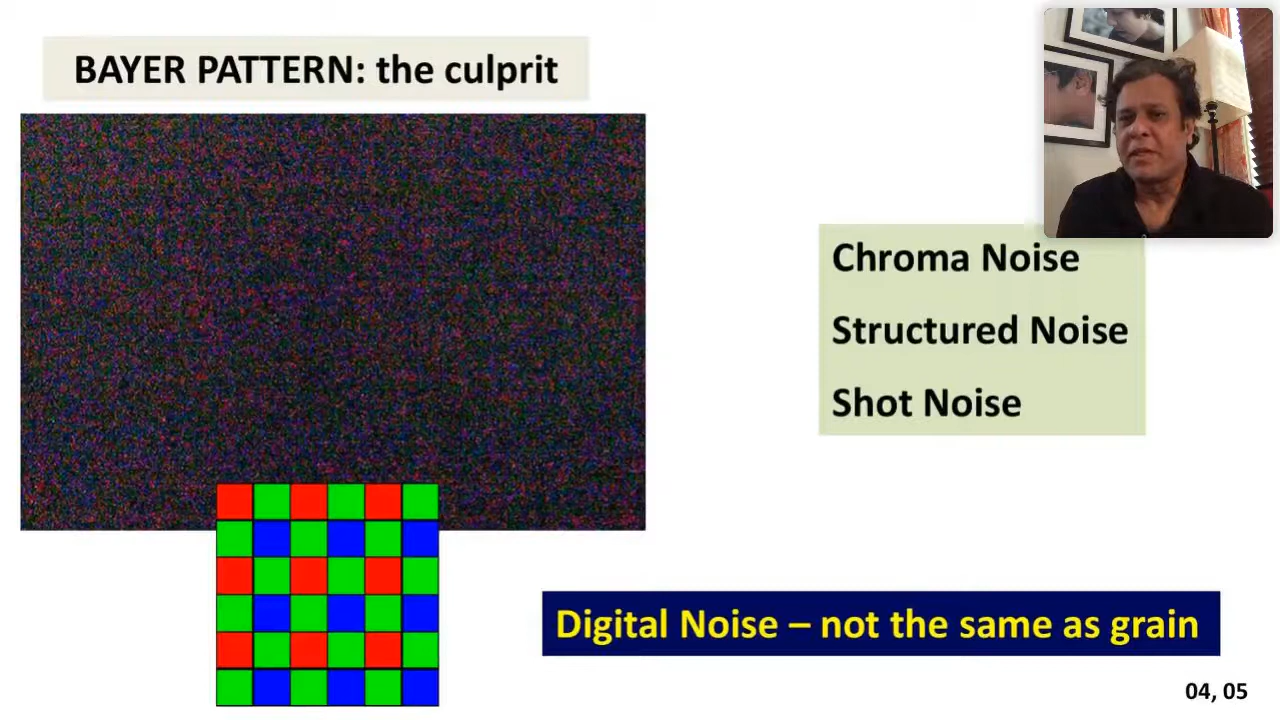 BAYER PATTERN: the culprit
Chroma Noise
Structured Noise
Shot Noise
Digital Noise – not the same as grain
04, 05